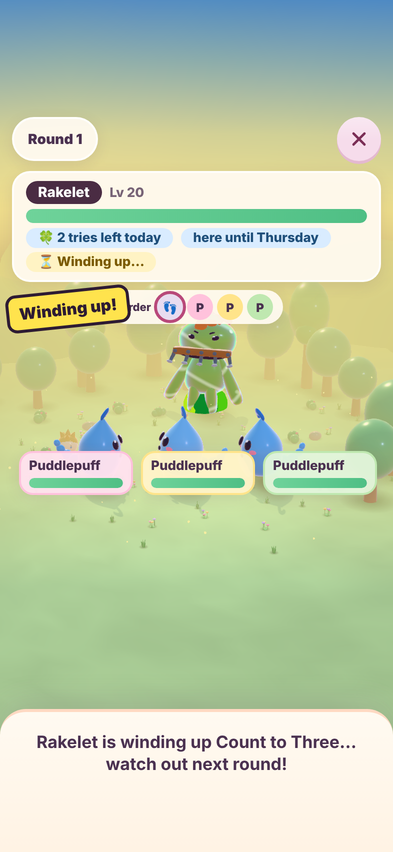 Round 1
Rakelet Lv 20
🍀 2 tries left today here until Thursday
⏳ Winding up...
Winding up!
👣 P P P
Puddlepuff Puddlepuff Puddlepuff
Rakelet is winding up Count to Three...
watch out next round!